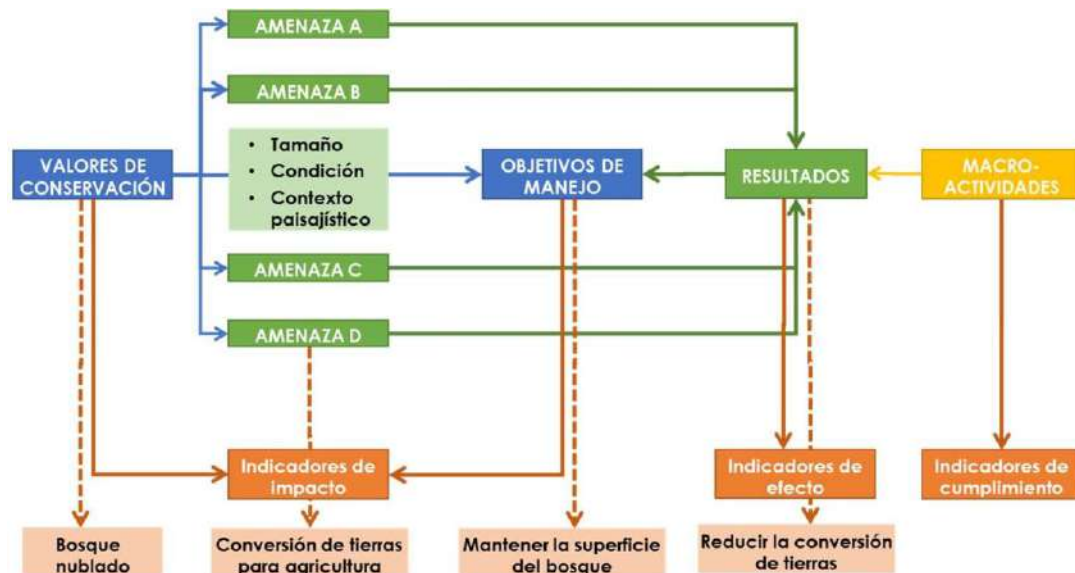 AMENAZA A
AMENAZA B
VALORES DE
CONSERVACIÓN
• Tamaño
• Condición
• Contexto
paisajístico
OBJETIVOS DE
MANEJO
RESULTADOS
MACRO-
ACTIVIDADES
AMENAZA C
AMENAZA D
Indicadores de
impacto
Indicadores de
efecto
Indicadores de
cumplimiento
Bosque
nublado
Conversión de tierras
para agricultura
Mantener la superficie
del bosque
Reducir la conversión
de tierras